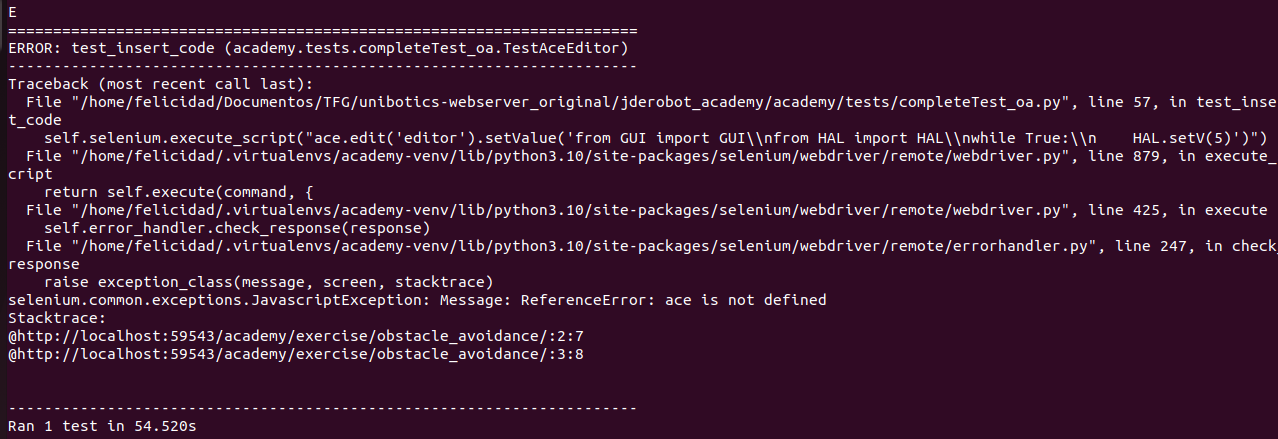 E
======================================================================
ERROR: test_insert_code (academy.tests.completeTest_oa.TestAceEditor)
----------------------------------------------------------------------
Traceback (most recent call last):
  File "/home/felicidad/Documentos/TFG/unibotics-webserver_original/jderobot_academy/academy/tests/completeTest_oa.py", line 57, in test_inse
t_code
    self.selenium.execute_script("ace.edit('editor').setValue('from GUI import GUI\\nfrom HAL import HAL\\nwhile True:\\n    HAL.setV(5)')")
  File "/home/felicidad/.virtualenvs/academy-venv/lib/python3.10/site-packages/selenium/webdriver/remote/webdriver.py", line 879, in execute_
cript
    return self.execute(command, {
  File "/home/felicidad/.virtualenvs/academy-venv/lib/python3.10/site-packages/selenium/webdriver/remote/webdriver.py", line 425, in execute
    self.error_handler.check_response(response)
  File "/home/felicidad/.virtualenvs/academy-venv/lib/python3.10/site-packages/selenium/webdriver/remote/errorhandler.py", line 247, in check_
response
    raise exception_class(message, screen, stacktrace)
selenium.common.exceptions.JavascriptException: Message: ReferenceError: ace is not defined
Stacktrace:
@http://localhost:59543/academy/exercise/obstacle_avoidance/:2:7
@http://localhost:59543/academy/exercise/obstacle_avoidance/:3:8
----------------------------------------------------------------------
Ran 1 test in 54.520s